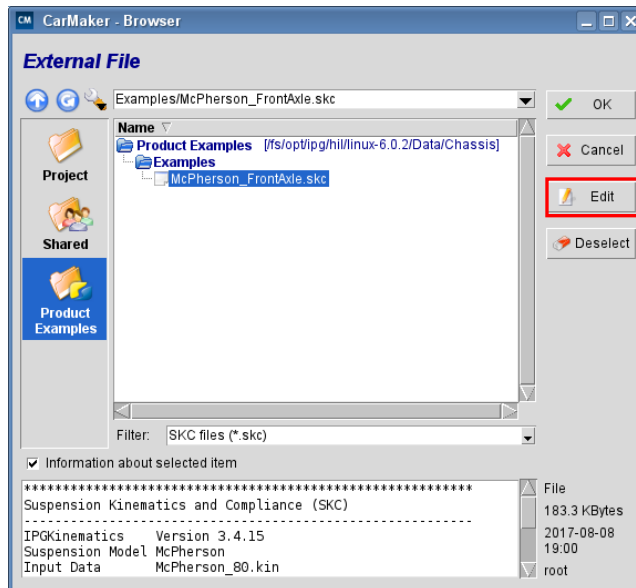 CM CarMaker - Browser
External File
Examples/McPherson_FrontAxle.skc
OK
Cancel
Edit
Deselect
Project
Shared
Product
Examples
Name
Product Examples [/fs/opt/ipg/hil/linux-6.0.2/Data/Chassis]
Examples
McPherson_FrontAxle.skc
Filter: SKC files (*.skc)
Information about selected item
**********************************************************
Suspension Kinematics and Compliance (SKC)
----------------------------------------------------------
IPGKinematics Version 3.4.15
Suspension Model McPherson
Input Data McPherson_80.kin
File
183.3 KBytes
2017-08-08
19:00
root